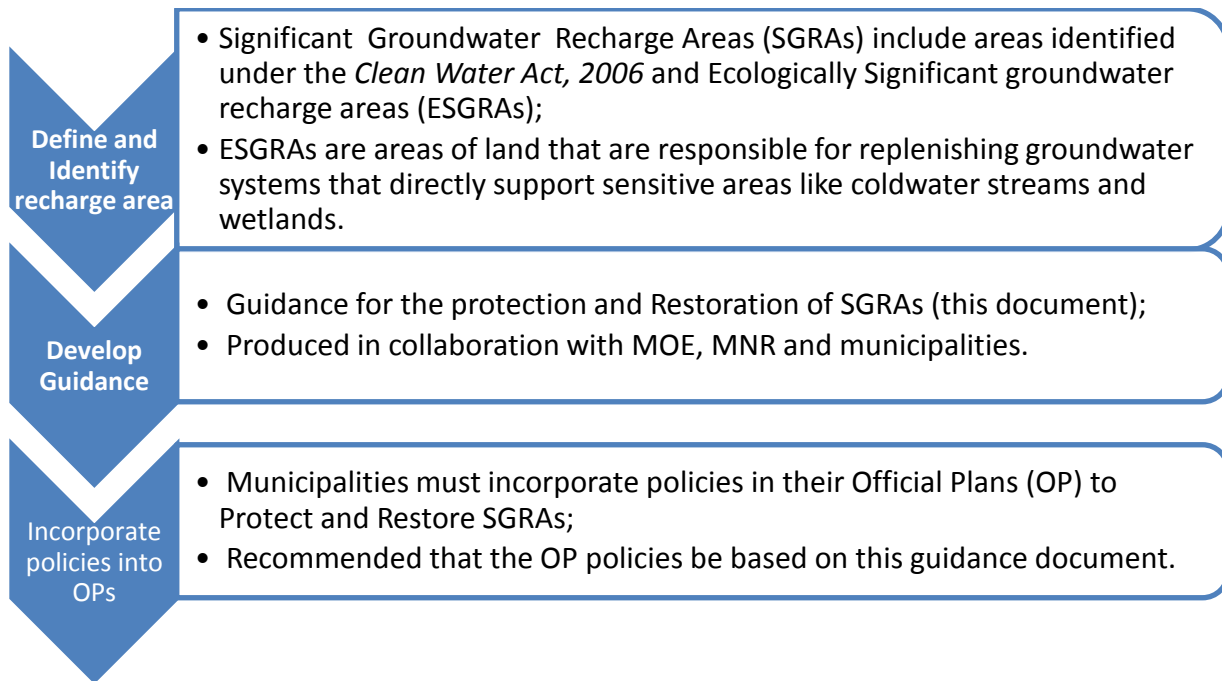 • Significant Groundwater Recharge Areas (SGRAs) include areas identified
under the Clean Water Act, 2006 and Ecologically Significant groundwater
recharge areas (ESGRAs);
• ESGRAs are areas of land that are responsible for replenishing groundwater
systems that directly support sensitive areas like coldwater streams and
wetlands.
Define and
Identify
recharge area
• Guidance for the protection and Restoration of SGRAs (this document);
• Produced in collaboration with MOE, MNR and municipalities.
Develop
Guidance
• Municipalities must incorporate policies in their Official Plans (OP) to
Protect and Restore SGRAs;
• Recommended that the OP policies be based on this guidance document.
Incorporate
policies into
OPs